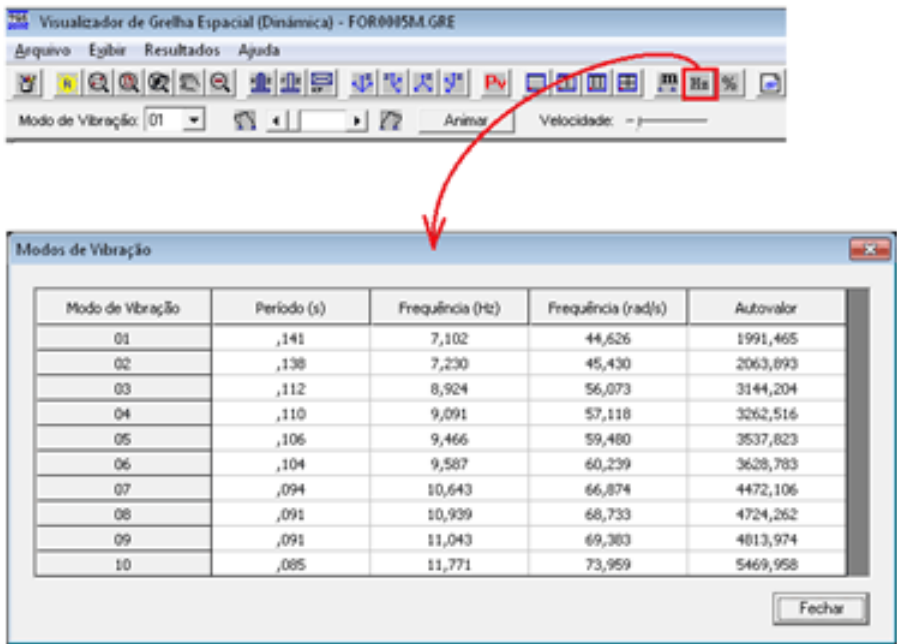 TQS Visualizador de Grelha Espacial (Dinámica) - FOR0005M.GRE
Arquivo Exibir Resultados Ajuda
R Pv m Hz %
Modo de Vibração: 01 Animar Velocidade:
Modos de Vibração
Modo de Vibração Período (s) Frequência (Hz) Frequência (rad/s) Autovalor
01 ,141 7,102 44,626 1991,465
02 ,138 7,230 45,430 2063,893
03 ,112 8,924 56,073 3144,204
04 ,110 9,091 57,118 3262,516
05 ,106 9,466 59,480 3537,823
06 ,104 9,587 60,239 3628,783
07 ,094 10,643 66,874 4472,106
08 ,091 10,939 68,733 4724,262
09 ,091 11,043 69,383 4813,974
10 ,085 11,771 73,959 5469,958
Fechar